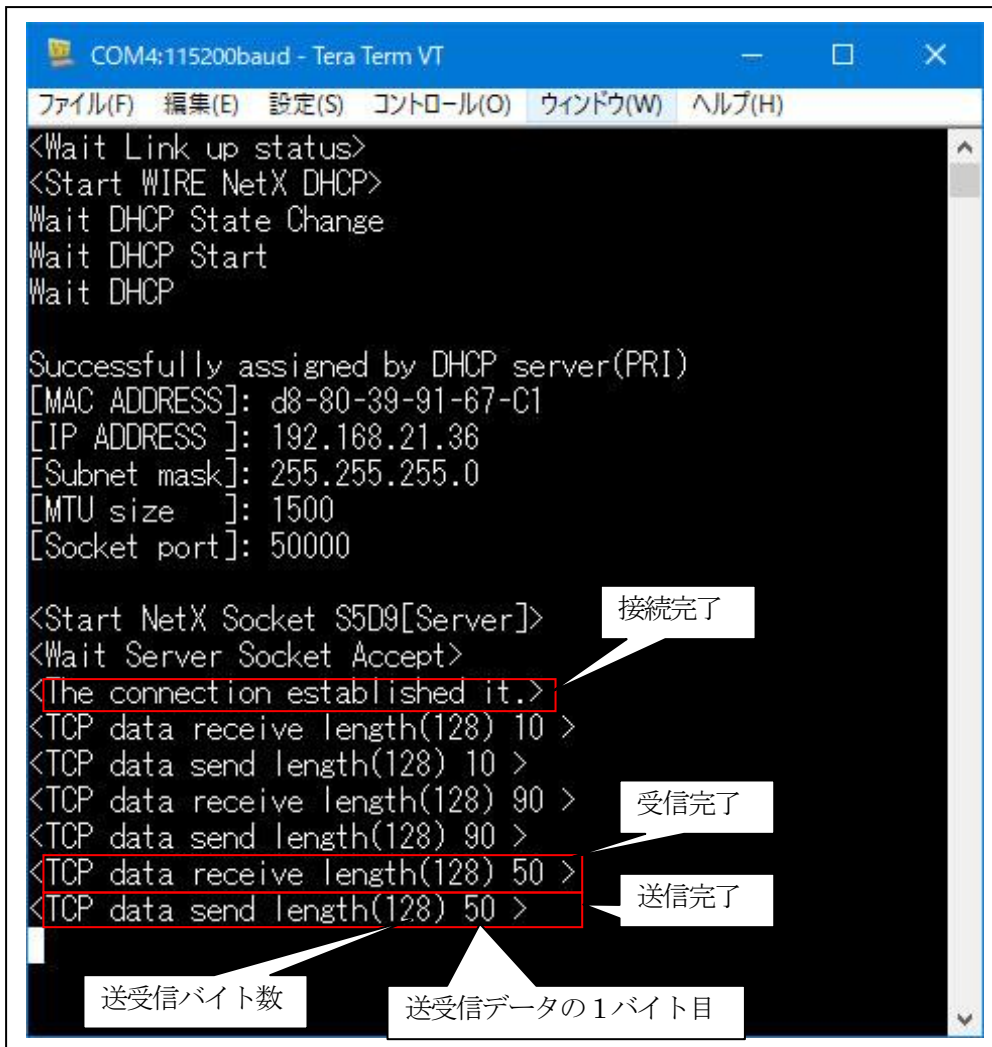 COM4:115200baud - Tera Term VT
ファイル(F) 編集(E) 設定(S) コントロール(O) ウィンドウ(W) ヘルプ(H)
<Wait Link up status>
<Start WIRE NetX DHCP>
Wait DHCP State Change
Wait DHCP Start
Wait DHCP
Successfully assigned by DHCP server(PRI)
[MAC ADDRESS]: d8-80-39-91-67-C1
[IP ADDRESS ]: 192.168.21.36
[Subnet mask]: 255.255.255.0
[MTU size   ]: 1500
[Socket port]: 50000
<Start NetX Socket S5D9[Server]>
接続完了
<Wait Server Socket Accept>
<The connection established it.>
<TCP data receive length(128) 10 >
<TCP data send length(128) 10 >
<TCP data receive length(128) 90 >
受信完了
<TCP data send length(128) 90 >
<TCP data receive length(128) 50 >
送信完了
<TCP data send length(128) 50 >
送受信バイト数
送受信データの１バイト目